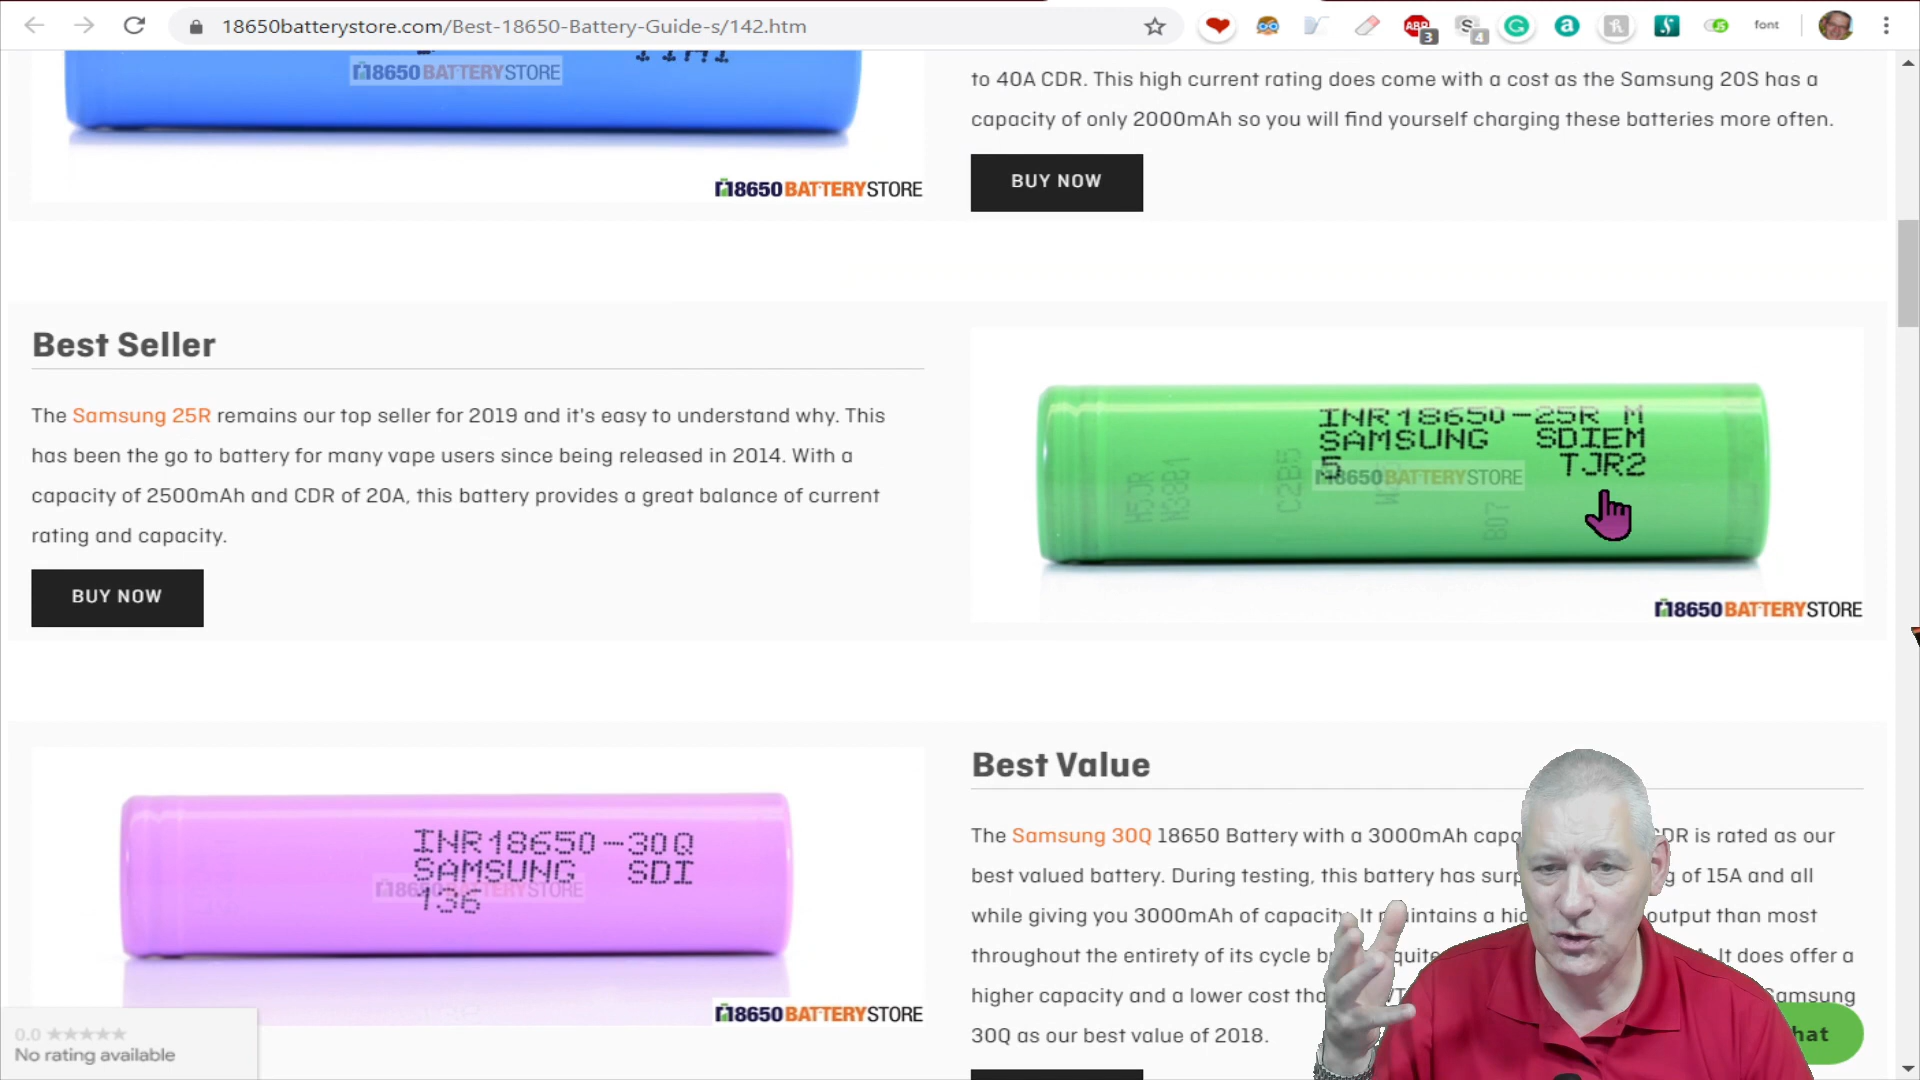 18650batterystore.com/Best-18650-Battery-Guide-s/142.htm
ABP
3
S
4
font
18650BATTERYSTORE
18650BATTERYSTORE
to 40A CDR. This high current rating does come with a cost as the Samsung 20S has a
capacity of only 2000mAh so you will find yourself charging these batteries more often.
BUY NOW
Best Seller
The Samsung 25R remains our top seller for 2019 and it's easy to understand why. This
has been the go to battery for many vape users since being released in 2014. With a
capacity of 2500mAh and CDR of 20A, this battery provides a great balance of current
rating and capacity.
BUY NOW
INR18650-25R M
SAMSUNG SDIEM
5 TJR2
18650BATTERYSTORE
18650BATTERYSTORE
INR18650-30Q
SAMSUNG SDI
136
18650BATTERYSTORE
18650BATTERYSTORE
Best Value
The Samsung 30Q 18650 Battery with a 3000mAh CDR is rated as our
best valued battery. During testing, this battery has of 15A and all
while giving you 3000mAh of capacity. It maintains a output than most
throughout the entirety of its cycle It does offer a
higher capacity and a lower cost Samsung
30Q as our best value of 2018.
0.0 ★★★★★
No rating available